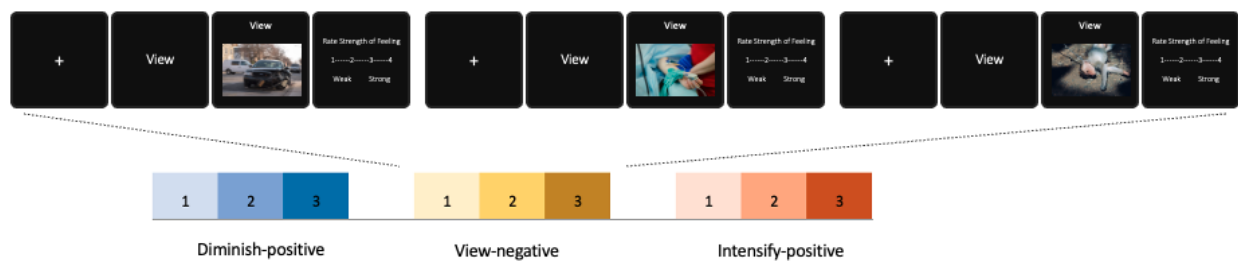 +
View
View
Rate Strength of Feeling
1------2------3------4
Weak Strong
+
View
View
Rate Strength of Feeling
1------2------3------4
Weak Strong
+
View
View
Rate Strength of Feeling
1------2------3------4
Weak Strong
1 2 3
1 2 3
1 2 3
Diminish-positive
View-negative
Intensify-positive